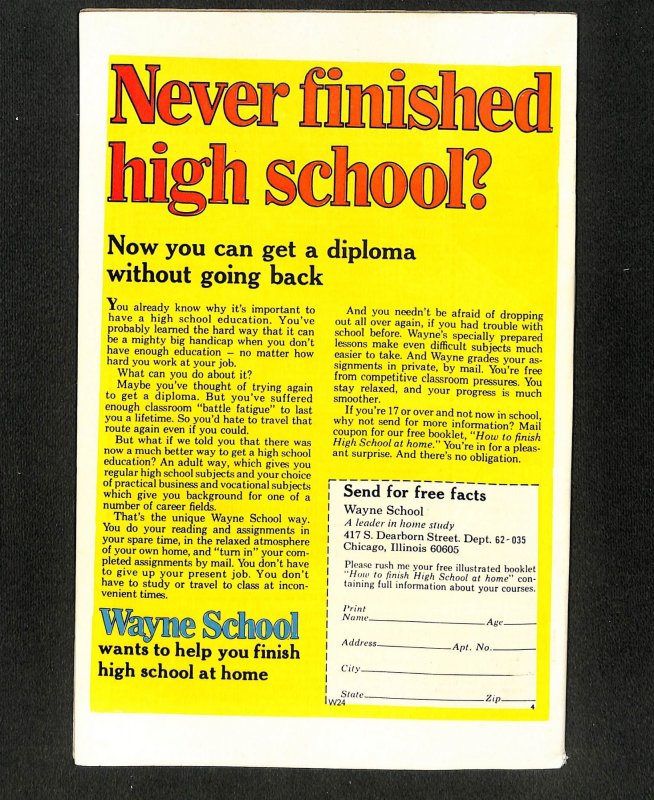 Never finished
high school?
Now you can get a diploma
without going back
You already know why it's important to
have a high school education. You've
probably learned the hard way that it can
be a mighty big handicap when you don't
have enough education – no matter how
hard you work at your job.
What can you do about it?
Maybe you've thought of trying again
to get a diploma. But you've suffered
enough classroom "battle fatigue" to last
you a lifetime. So you'd hate to travel that
route again even if you could.
But what if we told you that there was
now a much better way to get a high school
education? An adult way, which gives you
regular high school subjects and your choice
of practical business and vocational subjects
which give you background for one of a
number of career fields.
That's the unique Wayne School way.
You do your reading and assignments in
your spare time, in the relaxed atmosphere
of your own home, and "turn in" your com-
pleted assignments by mail. You don't have
to give up your present job. You don't
have to study or travel to class at incon-
venient times.
Wayne School
wants to help you finish
high school at home
And you needn't be afraid of dropping
out all over again, if you had trouble with
school before. Wayne's specially prepared
lessons make even difficult subjects much
easier to take. And Wayne grades your as-
signments in private, by mail. You're free
from competitive classroom pressures. You
stay relaxed, and your progress is much
smoother.
If you're 17 or over and not now in school,
why not send for more information? Mail
coupon for our free booklet, "How to finish
High School at home." You're in for a pleas-
ant surprise. And there's no obligation.
Send for free facts
Wayne School
A leader in home study
417 S. Dearborn Street. Dept. 62-035
Chicago, Illinois 60605
Please rush me your free illustrated booklet
"How to finish High School at home" con-
taining full information about your courses.
Print
Name Age
Address Apt. No.
City
State Zip
W24 4